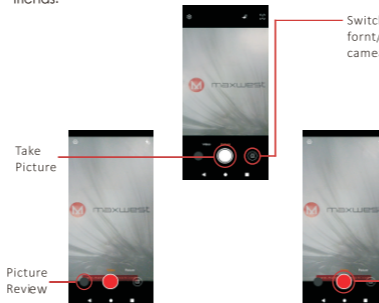 friends.
Switch
fornt/
came
maxwest
Take
Picture
maxwest
maxwest
Picture
Review